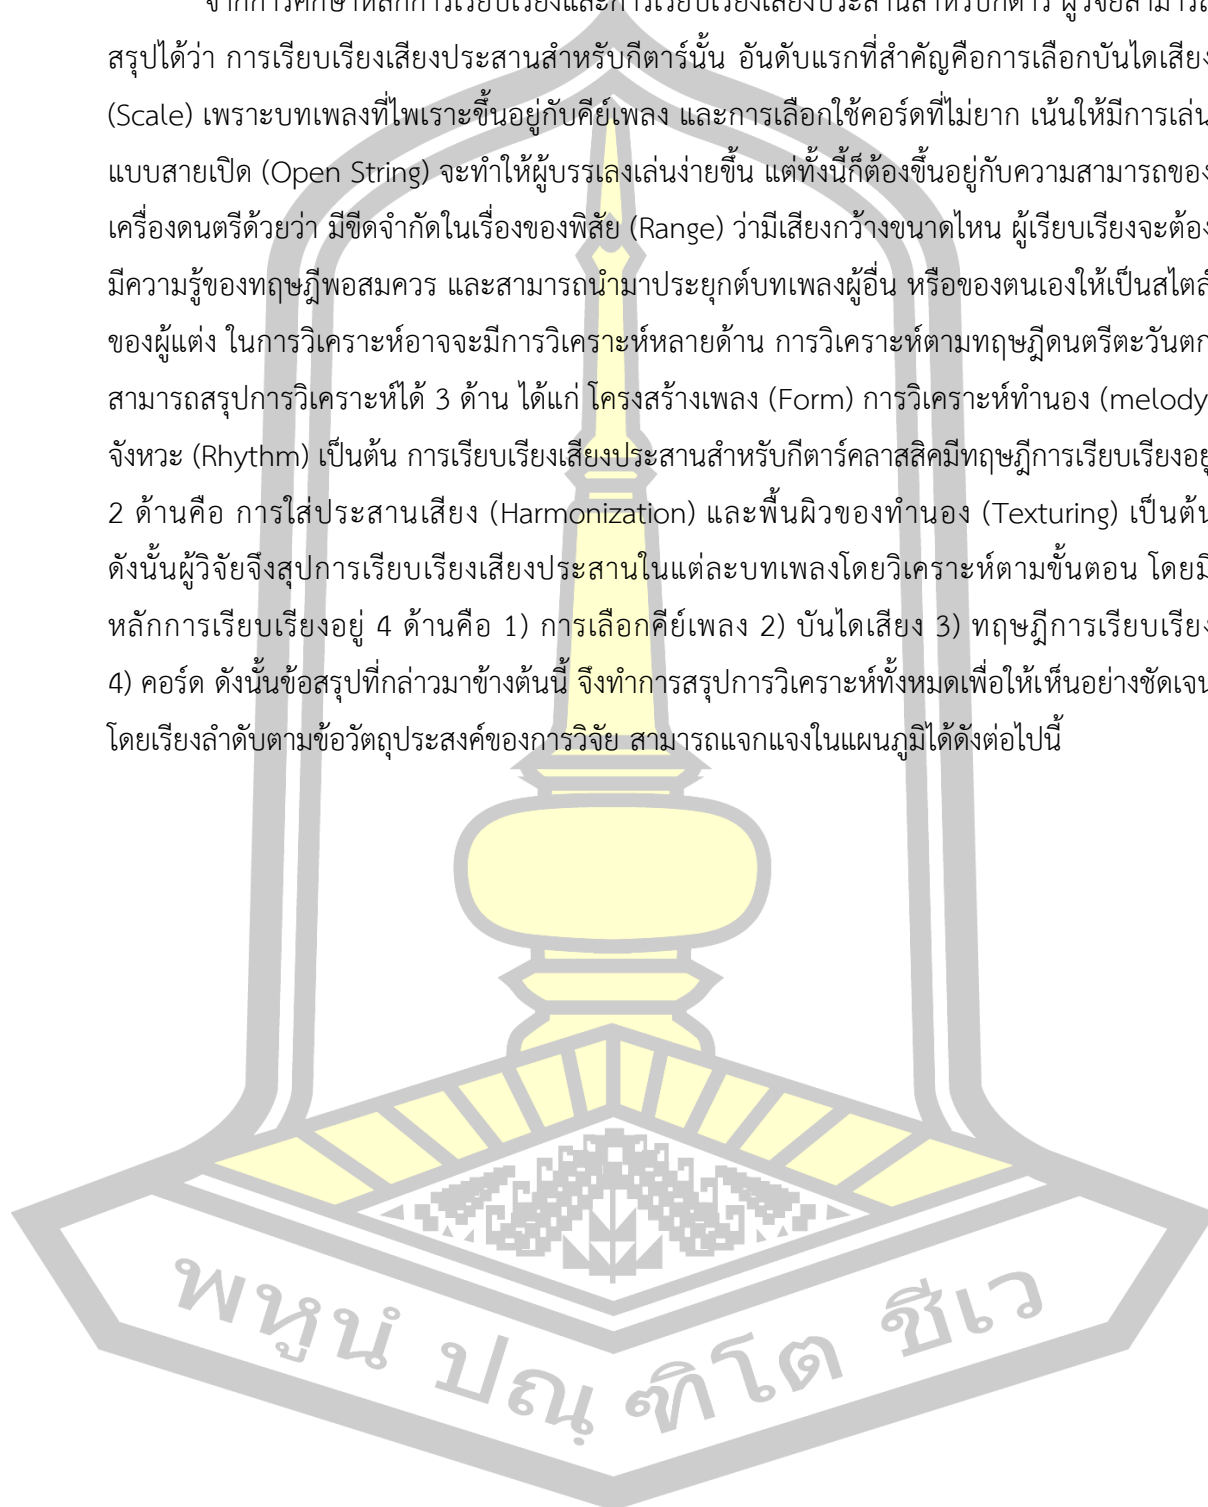 จากการศึกษาหลักการเรียบเรียงและการเรียบเรียงเสียงประสานสำหรับกีตาร์ ผู้วิจัยสามารถ
สรุปได้ว่า การเรียบเรียงเสียงประสานสำหรับกีตาร์นั้น อันดับแรกที่สำคัญคือการเลือกบันไดเสียง
(Scale) เพราะบทเพลงที่ไพเราะขึ้นอยู่กับคีย์เพลง และการเลือกใช้คอร์ดที่ไม่ยาก เน้นให้มีการเล่น
แบบสายเปิด (Open String) จะทำให้ผู้บรรเลงเล่นง่ายขึ้น แต่ทั้งนี้ก็ต้องขึ้นอยู่กับความสามารถของ
เครื่องดนตรีด้วยว่า มีขีดจำกัดในเรื่องของพิสัย (Range) ว่ามีเสียงกว้างขนาดไหน ผู้เรียบเรียงจะต้อง
มีความรู้ของทฤษฎีพอสมควร และสามารถนำมาประยุกต์บทเพลงผู้อื่น หรือของตนเองให้เป็นสไตล์
ของผู้แต่ง ในการวิเคราะห์อาจจะมีการวิเคราะห์หลายด้าน การวิเคราะห์ตามทฤษฎีดนตรีตะวันตก
สามารถสรุปการวิเคราะห์ได้ 3 ด้าน ได้แก่ โครงสร้างเพลง (Form) การวิเคราะห์ทำนอง (melody
จังหวะ (Rhythm) เป็นต้น การเรียบเรียงเสียงประสานสำหรับกีตาร์คลาสสิคมีทฤษฎีการเรียบเรียงอยู่
2 ด้านคือ การใส่ประสานเสียง (Harmonization) และพื้นผิวของทำนอง (Texturing) เป็นต้น
ดังนั้นผู้วิจัยจึงสุปการเรียบเรียงเสียงประสานในแต่ละบทเพลงโดยวิเคราะห์ตามขั้นตอน โดยมี
หลักการเรียบเรียงอยู่ 4 ด้านคือ 1) การเลือกคีย์เพลง 2) บันไดเสียง 3) ทฤษฎีการเรียบเรียง
4) คอร์ด ดังนั้นข้อสรุปที่กล่าวมาข้างต้นนี้ จึงทำการสรุปการวิเคราะห์ทั้งหมดเพื่อให้เห็นอย่างชัดเจน
โดยเรียงลำดับตามข้อวัตถุประสงค์ของการวิจัย สามารถแจกแจงในแผนภูมิได้ดังต่อไปนี้
พหูนํ ปณฺฑิโต ชีเว